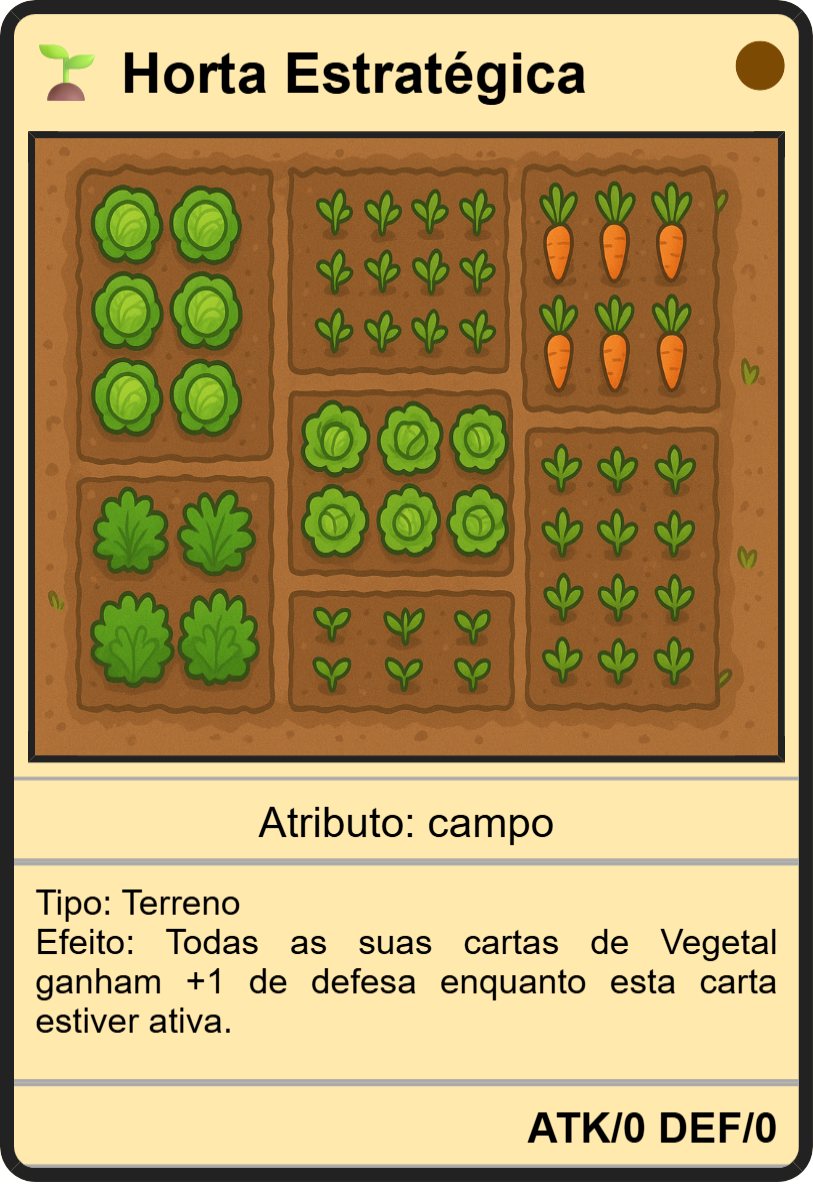 Horta Estratégica
Atributo: campo
Tipo: Terreno
Efeito: Todas as suas cartas de Vegetal
ganham +1 de defesa enquanto esta carta
estiver ativa.
ATK/0 DEF/0